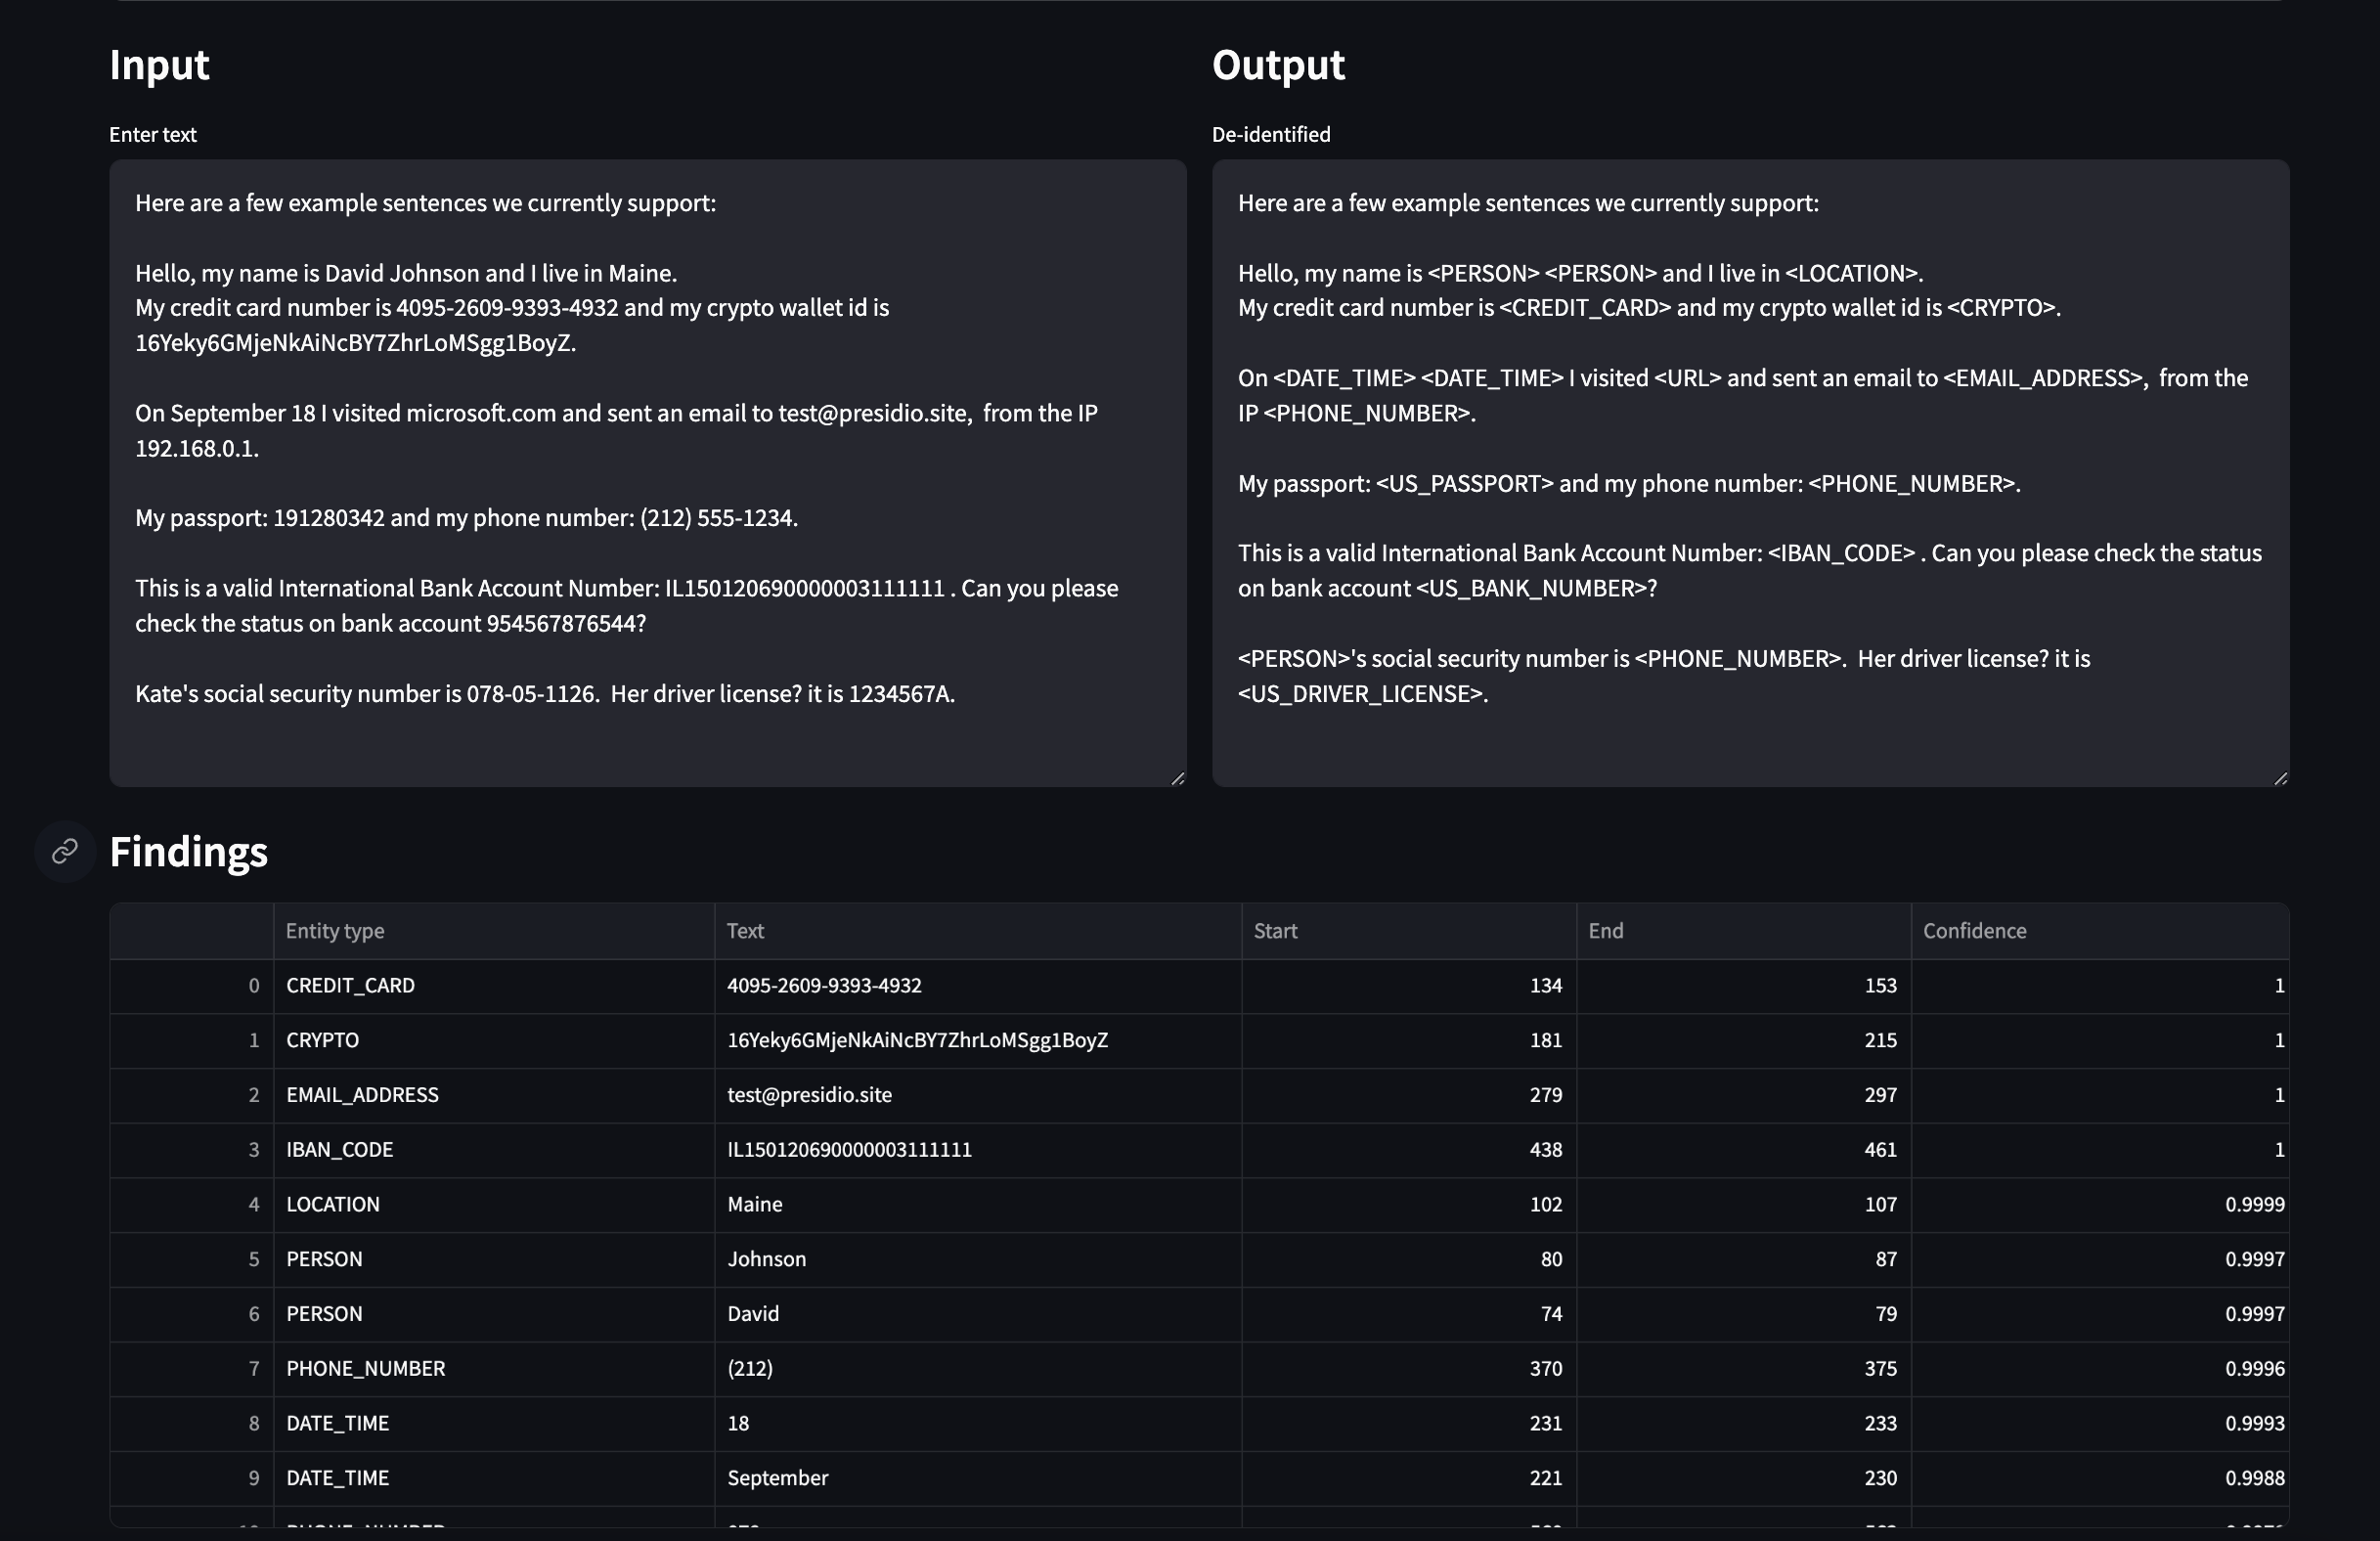 Input
Enter text
Here are a few example sentences we currently support:
Hello, my name is David Johnson and I live in Maine.
My credit card number is 4095-2609-9393-4932 and my crypto wallet id is
16Yeky6GMjeNkAiNcBY7ZhrLoMSgg1BoyZ.
On September 18 I visited microsoft.com and sent an email to test@presidio.site,  from the IP
192.168.0.1.
My passport: 191280342 and my phone number: (212) 555-1234.
This is a valid International Bank Account Number: IL150120690000003111111 . Can you please
check the status on bank account 954567876544?
Kate's social security number is 078-05-1126.  Her driver license? it is 1234567A.
Output
De-identified
Here are a few example sentences we currently support:
Hello, my name is <PERSON> <PERSON> and I live in <LOCATION>.
My credit card number is <CREDIT_CARD> and my crypto wallet id is <CRYPTO>.
On <DATE_TIME> <DATE_TIME> I visited <URL> and sent an email to <EMAIL_ADDRESS>,  from the
IP <PHONE_NUMBER>.
My passport: <US_PASSPORT> and my phone number: <PHONE_NUMBER>.
This is a valid International Bank Account Number: <IBAN_CODE> . Can you please check the status
on bank account <US_BANK_NUMBER>?
<PERSON>'s social security number is <PHONE_NUMBER>.  Her driver license? it is
<US_DRIVER_LICENSE>.
Findings
Entity type Text Start End Confidence
0 CREDIT_CARD 4095-2609-9393-4932 134 153 1
1 CRYPTO 16Yeky6GMjeNkAiNcBY7ZhrLoMSgg1BoyZ 181 215 1
2 EMAIL_ADDRESS test@presidio.site 279 297 1
3 IBAN_CODE IL150120690000003111111 438 461 1
4 LOCATION Maine 102 107 0.9999
5 PERSON Johnson 80 87 0.9997
6 PERSON David 74 79 0.9997
7 PHONE_NUMBER (212) 370 375 0.9996
8 DATE_TIME 18 231 233 0.9993
9 DATE_TIME September 221 230 0.9988